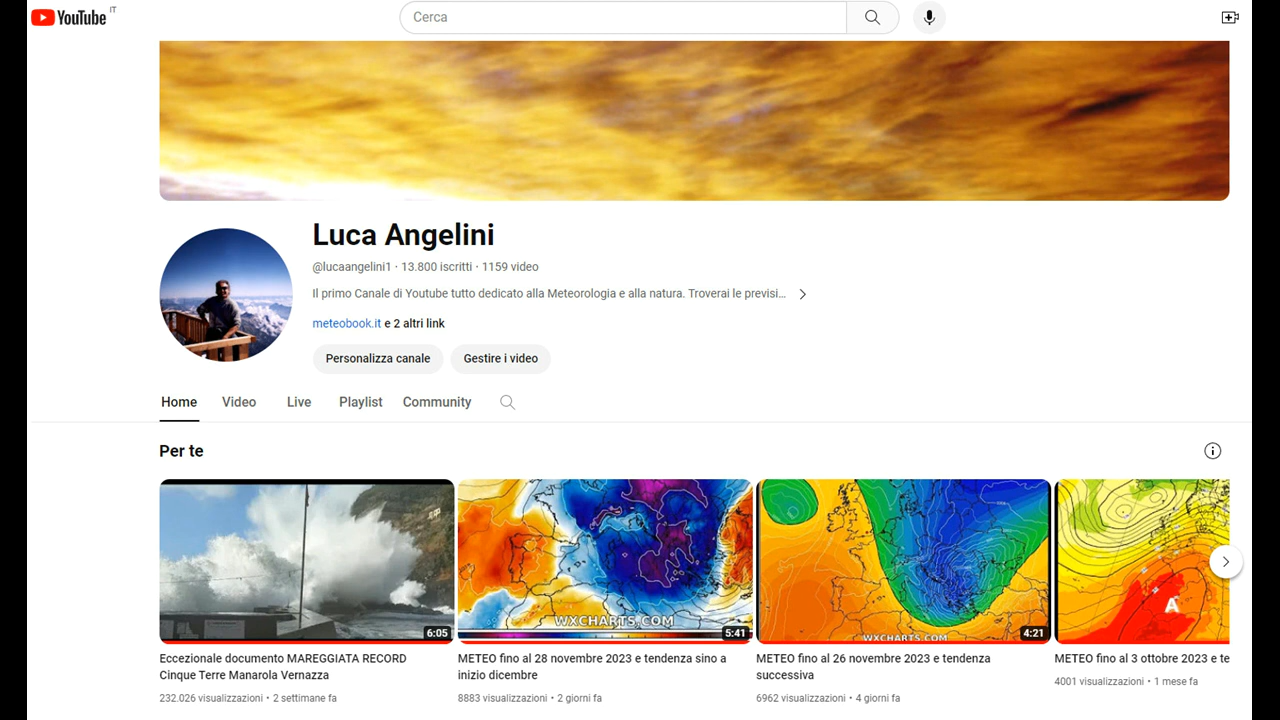 YouTube IT
Cerca
Luca Angelini
@lucaangelini1 · 13.800 iscritti · 1159 video
Il primo Canale di Youtube tutto dedicato alla Meteorologia e alla natura. Troverai le previsi...
meteobook.it e 2 altri link
Personalizza canale Gestire i video
Home Video Live Playlist Community
Per te
WXCHARTS.COM
WXCHARTS.COM
A
6:05
5:41
4:21
Eccezionale documento MAREGGIATA RECORD
Cinque Terre Manarola Vernazza
232.026 visualizzazioni • 2 settimane fa
METEO fino al 28 novembre 2023 e tendenza sino a
inizio dicembre
8883 visualizzazioni • 2 giorni fa
METEO fino al 26 novembre 2023 e tendenza
successiva
6962 visualizzazioni • 4 giorni fa
METEO fino al 3 ottobre 2023 e te
4001 visualizzazioni • 1 mese fa